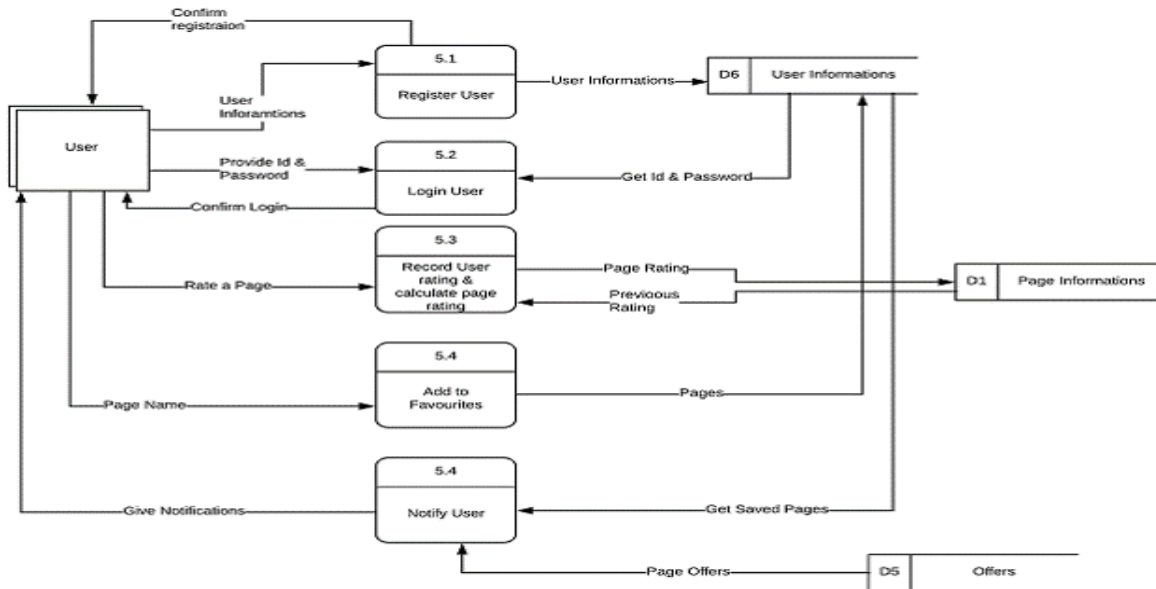 Confirm
registraion
5.1
Register User
User Informations
D6
User Informations
User
Inforamtions
User
Provide Id &
Password
5.2
Login User
Get Id & Password
Confirm Login
5.3
Record User
rating &
calculate page
rating
Rate a Page
Page Rating
Previoous
Rating
D1
Page Informations
5.4
Add to
Favourites
Page Name
Pages
5.4
Notify User
Give Notifications
Get Saved Pages
Page Offers
D5
Offers